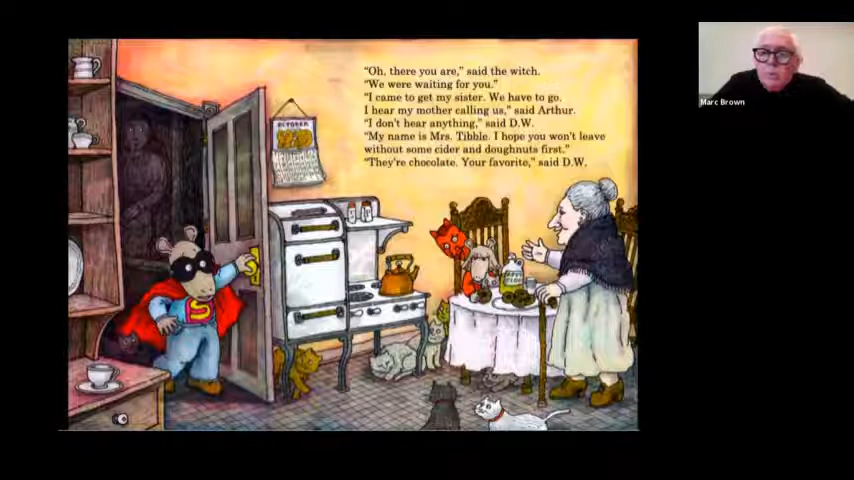 "Oh, there you are," said the witch.
"We were waiting for you."
"I came to get my sister. We have to go.
I hear my mother calling us," said Arthur.
"I don't hear anything," said D.W.
"My name is Mrs. Tibble. I hope you won't leave
without some cider and doughnuts first."
"They're chocolate. Your favorite," said D.W.
OCTOBER
S
Marc Brown